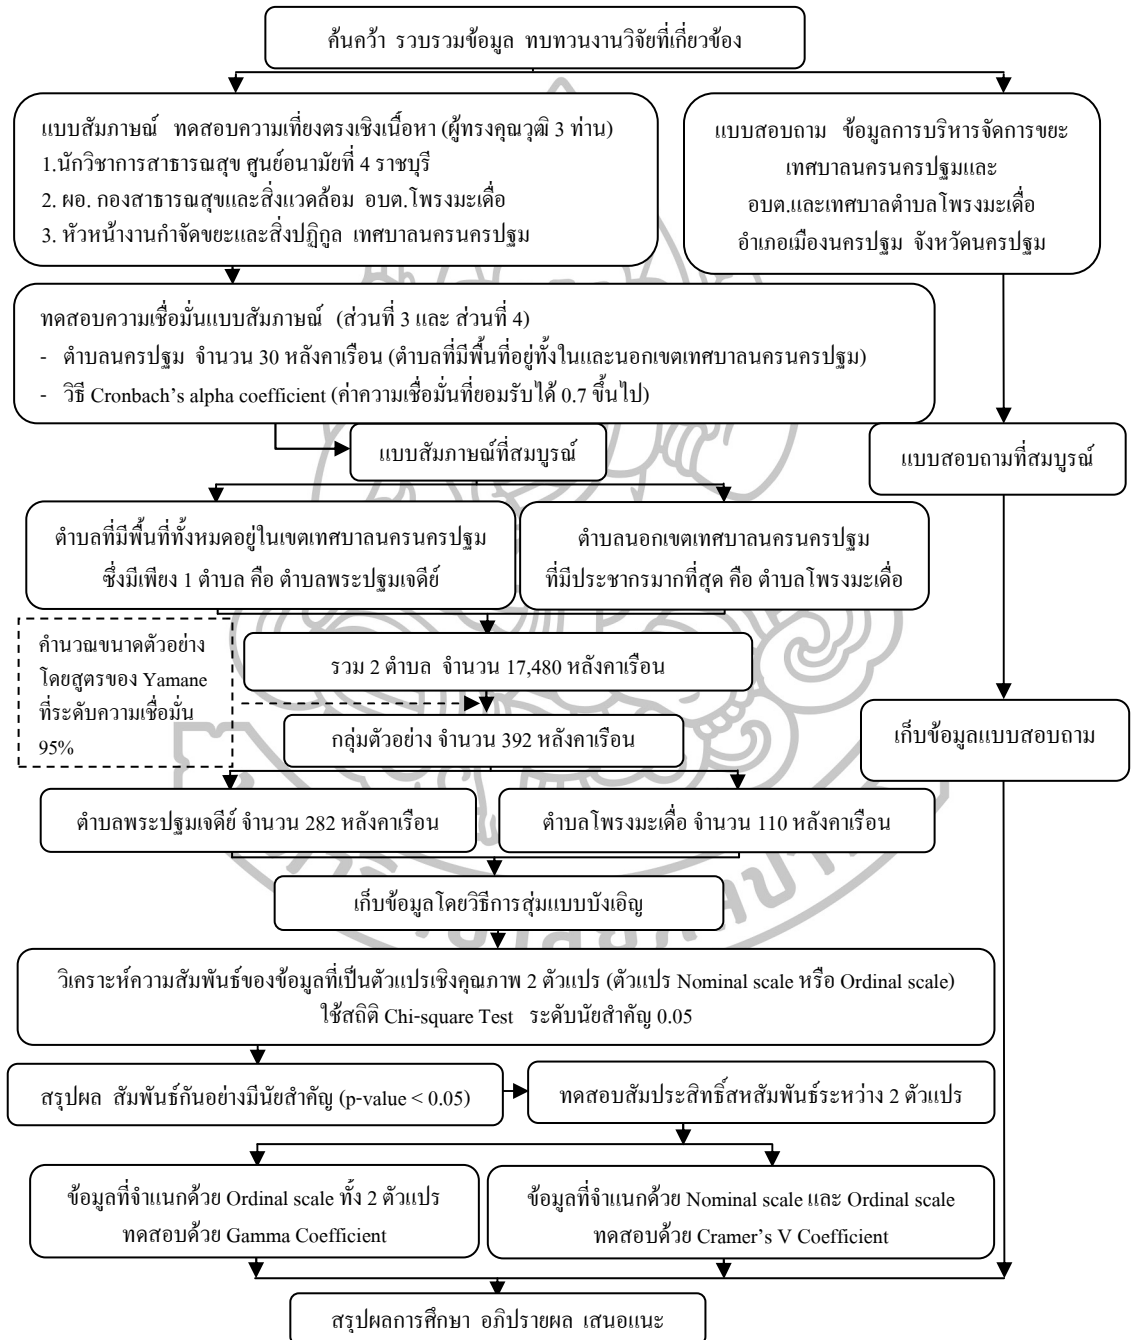 ค้นคว้า รวบรวมข้อมูล ทบทวนงานวิจัยที่เกี่ยวข้อง
แบบสัมภาษณ์ ทดสอบความเที่ยงตรงเชิงเนื้อหา (ผู้ทรงคุณวุฒิ 3 ท่าน)
1.นักวิชาการสาธารณสุข ศูนย์อนามัยที่ 4 ราชบุรี
2. ผอ. กองสาธารณสุขและสิ่งแวดล้อม อบต.โพรงมะเดื่อ
3. หัวหน้างานกำจัดขยะและสิ่งปฏิกูล เทศบาลนครนครปฐม
แบบสอบถาม ข้อมูลการบริหารจัดการขยะ
เทศบาลนครนครปฐมและ
อบต.และเทศบาลตำบลโพรงมะเดื่อ
อำเภอเมืองนครปฐม จังหวัดนครปฐม
ทดสอบความเชื่อมั่นแบบสัมภาษณ์ (ส่วนที่ 3 และ ส่วนที่ 4)
- ตำบลนครปฐม จำนวน 30 หลังคาเรือน (ตำบลที่มีพื้นที่อยู่ทั้งในและนอกเขตเทศบาลนครนครปฐม)
- วิธี Cronbach's alpha coefficient (ค่าความเชื่อมั่นที่ยอมรับได้ 0.7 ขึ้นไป)
แบบสัมภาษณ์ที่สมบูรณ์
แบบสอบถามที่สมบูรณ์
ตำบลที่มีพื้นที่ทั้งหมดอยู่ในเขตเทศบาลนครนครปฐม
ซึ่งมีเพียง 1 ตำบล คือ ตำบลพระปฐมเจดีย์
ตำบลนอกเขตเทศบาลนครนครปฐม
ที่มีประชากรมากที่สุด คือ ตำบลโพรงมะเดื่อ
คำนวณขนาดตัวอย่าง
โดยสูตรของ Yamane
ที่ระดับความเชื่อมั่น
95%
รวม 2 ตำบล จำนวน 17,480 หลังคาเรือน
กลุ่มตัวอย่าง จำนวน 392 หลังคาเรือน
เก็บข้อมูลแบบสอบถาม
ตำบลพระปฐมเจดีย์ จำนวน 282 หลังคาเรือน
ตำบลโพรงมะเดื่อ จำนวน 110 หลังคาเรือน
เก็บข้อมูลโดยวิธีการสุ่มแบบบังเอิญ
วิเคราะห์ความสัมพันธ์ของข้อมูลที่เป็นตัวแปรเชิงคุณภาพ 2 ตัวแปร (ตัวแปร Nominal scale หรือ Ordinal scale)
ใช้สถิติ Chi-square Test ระดับนัยสำคัญ 0.05
สรุปผล สัมพันธ์กันอย่างมีนัยสำคัญ (p-value < 0.05)
ทดสอบสัมประสิทธิ์สหสัมพันธ์ระหว่าง 2 ตัวแปร
ข้อมูลที่จำแนกด้วย Ordinal scale ทั้ง 2 ตัวแปร
ทดสอบด้วย Gamma Coefficient
ข้อมูลที่จำแนกด้วย Nominal scale และ Ordinal scale
ทดสอบด้วย Cramer's V Coefficient
สรุปผลการศึกษา อภิปรายผล เสนอแนะ